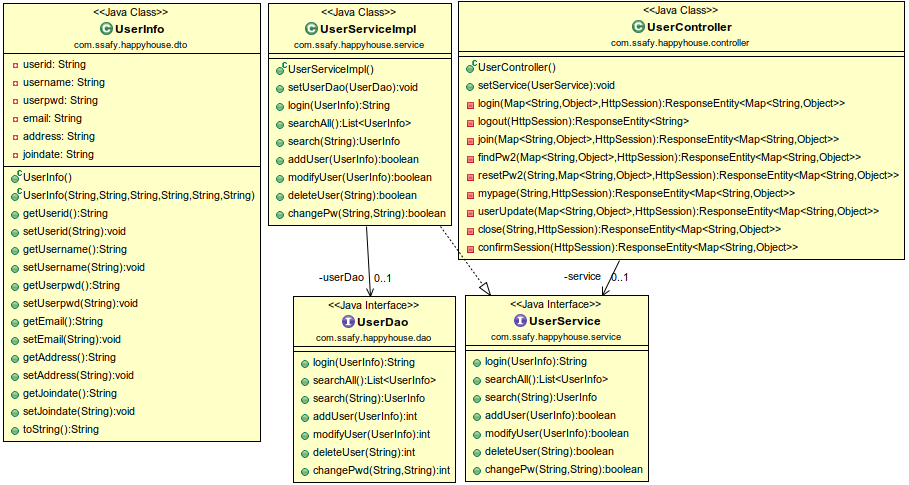 <<Java Class>>
UserInfo
com.ssafy.happyhouse.dto
userid: String
username: String
userpwd: String
email: String
address: String
joindate: String
UserInfo()
UserInfo(String,String,String,String,String,String)
getUserid():String
setUserid(String):void
getUsername():String
setUsername(String):void
getUserpwd():String
setUserpwd(String):void
getEmail():String
setEmail(String):void
getAddress():String
setAddress(String):void
getJoindate():String
setJoindate(String):void
toString():String
<<Java Class>>
UserServiceImpl
com.ssafy.happyhouse.service
UserServiceImpl()
setUserDao(UserDao):void
login(UserInfo):String
searchAll():List<UserInfo>
search(String):UserInfo
addUser(UserInfo):boolean
modifyUser(UserInfo):boolean
deleteUser(String):boolean
changePw(String,String):boolean
<<Java Class>>
UserController
com.ssafy.happyhouse.controller
UserController()
setService(UserService):void
login(Map<String,Object>,HttpSession):ResponseEntity<Map<String,Object>>
logout(HttpSession):ResponseEntity<String>
join(Map<String,Object>,HttpSession):ResponseEntity<Map<String,Object>>
findPw2(Map<String,Object>,HttpSession):ResponseEntity<Map<String,Object>>
resetPw2(String,Map<String,Object>,HttpSession):ResponseEntity<Map<String,Object>>
mypage(String,HttpSession):ResponseEntity<Map<String,Object>>
userUpdate(Map<String,Object>,HttpSession):ResponseEntity<Map<String,Object>>
close(String,HttpSession):ResponseEntity<Map<String,Object>>
confirmSession(HttpSession):ResponseEntity<Map<String,Object>>
-userDao 0..1
-service 0..1
<<Java Interface>>
UserDao
com.ssafy.happyhouse.dao
login(UserInfo):String
searchAll():List<UserInfo>
search(String):UserInfo
addUser(UserInfo):int
modifyUser(UserInfo):int
deleteUser(String):int
changePwd(String,String):int
<<Java Interface>>
UserService
com.ssafy.happyhouse.service
login(UserInfo):String
searchAll():List<UserInfo>
search(String):UserInfo
addUser(UserInfo):boolean
modifyUser(UserInfo):boolean
deleteUser(String):boolean
changePw(String,String):boolean